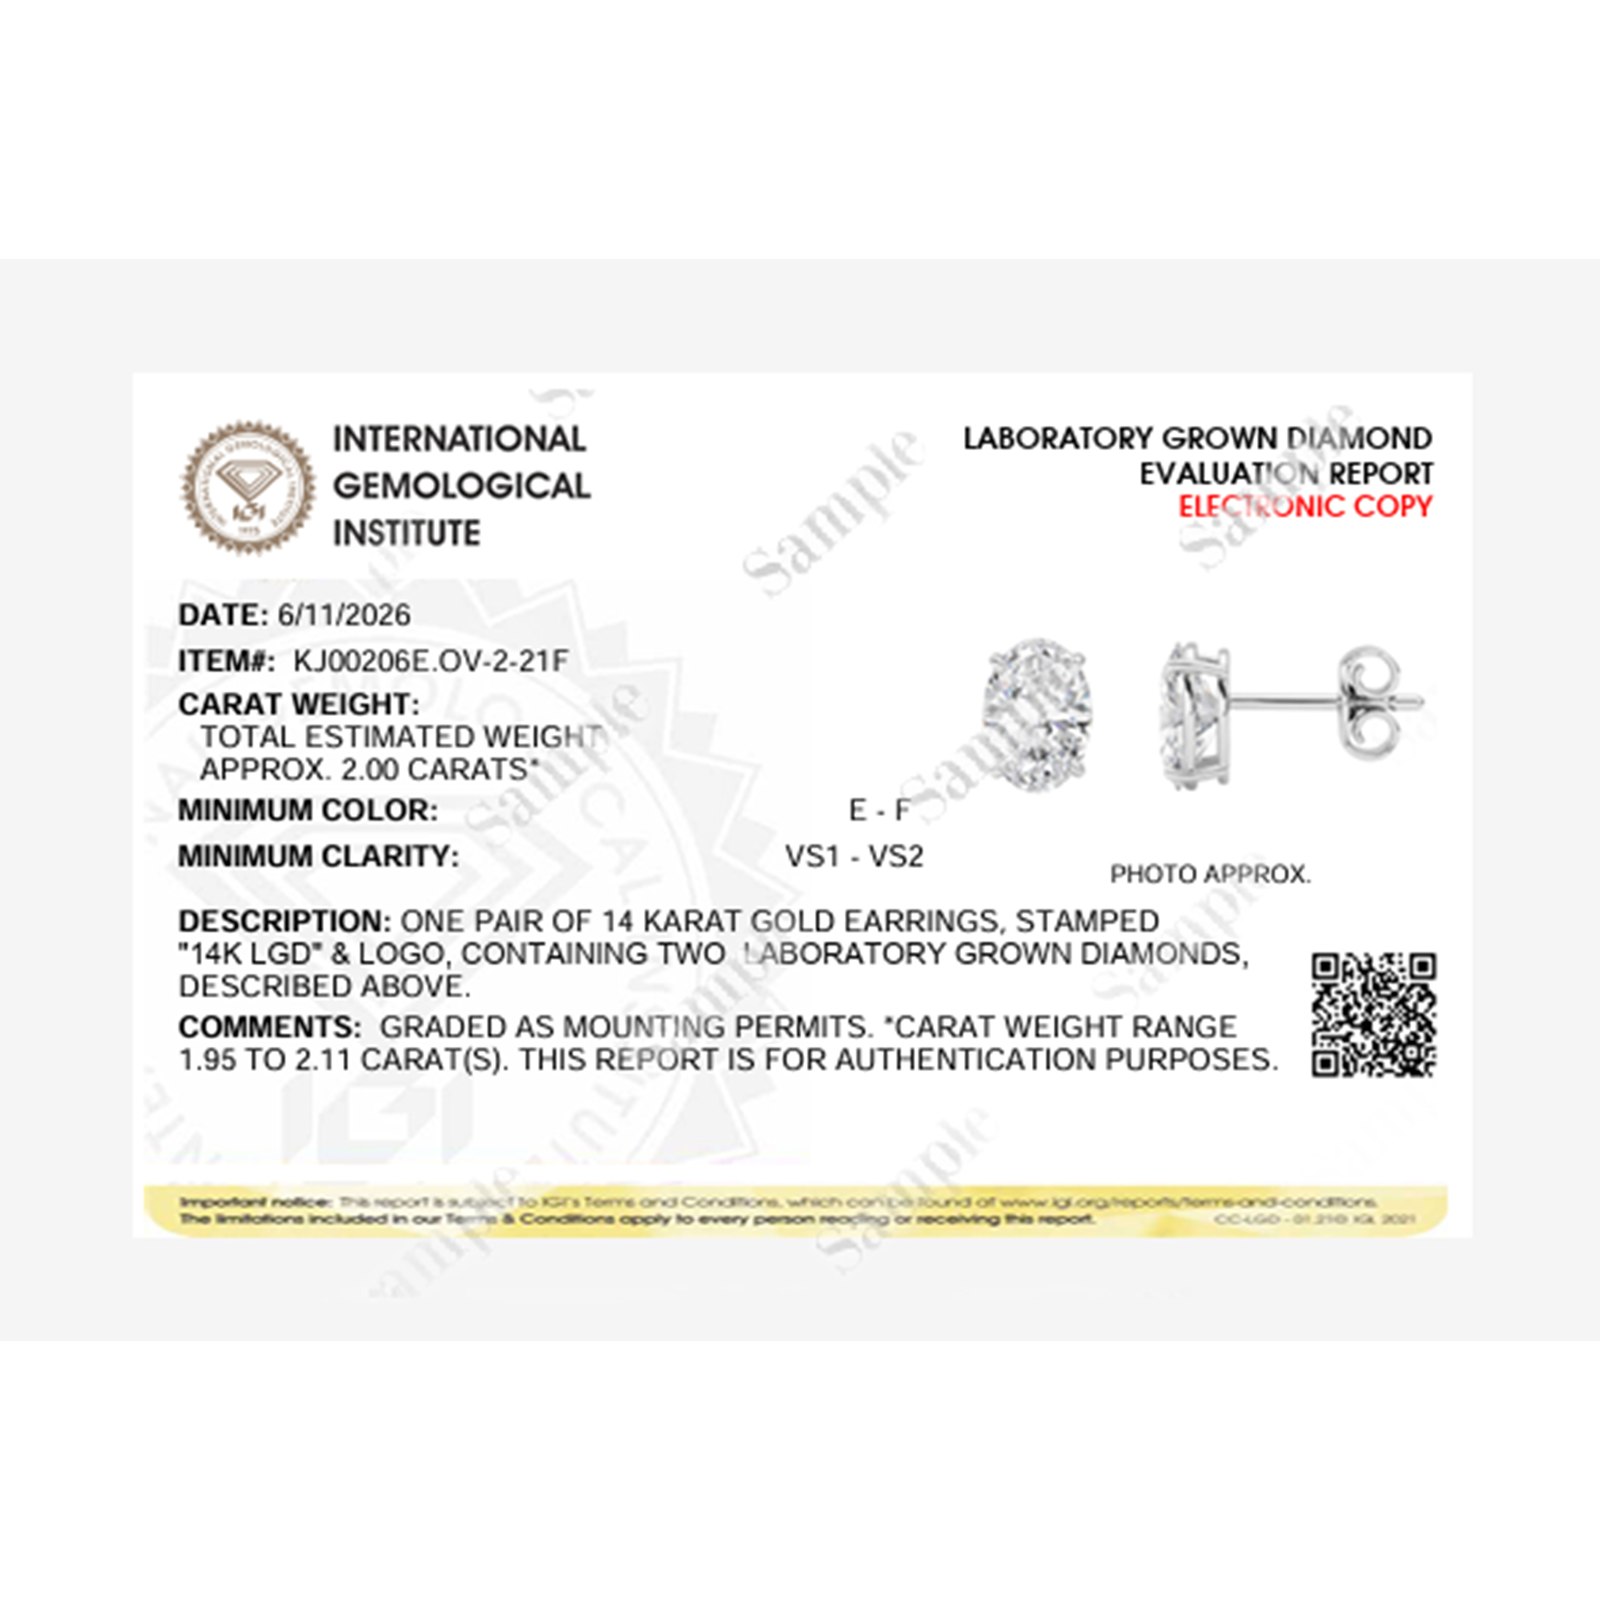 INTERNATIONAL
GEMOLOGICAL
INSTITUTE
LABORATORY GROWN DIAMOND
EVALUATION REPORT
ELECTRONIC COPY
DATE: 6/11/2026
ITEM#: KJ00206E.OV-2-21F
CARAT WEIGHT:
TOTAL ESTIMATED WEIGHT
APPROX. 2.00 CARATS*
MINIMUM COLOR: E - F
MINIMUM CLARITY: VS1 - VS2
PHOTO APPROX.
DESCRIPTION: ONE PAIR OF 14 KARAT GOLD EARRINGS, STAMPED
"14K LGD" & LOGO, CONTAINING TWO LABORATORY GROWN DIAMONDS,
DESCRIBED ABOVE.
COMMENTS: GRADED AS MOUNTING PERMITS. *CARAT WEIGHT RANGE
1.95 TO 2.11 CARAT(S). THIS REPORT IS FOR AUTHENTICATION PURPOSES.
Important notice: This report is subject to IGI's Terms and Conditions, which can be found at www.igi.org/reports/terms-and-conditions.
The limitations included in our Terms & Conditions apply to every person reading or receiving this report.
Sample
Sample
Sample
Sample
Sample
Sample
Sample